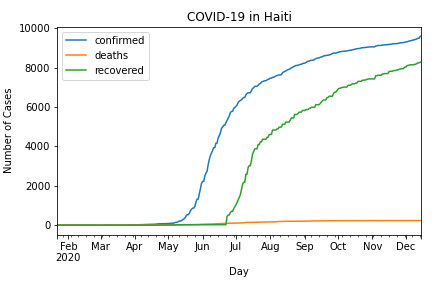 COVID-19 in Haiti
10000
8000
6000
4000
2000
0
Number of Cases
confirmed
deaths
recovered
Feb Mar Apr May Jun Jul Aug Sep Oct Nov Dec
2020
Day